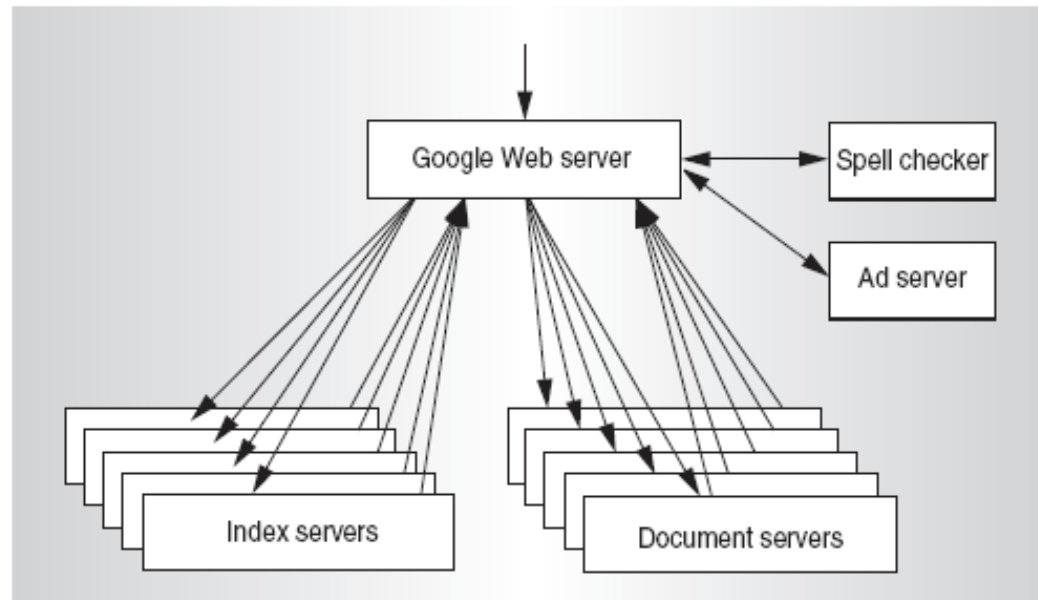 Google Web server
Spell checker
Ad server
Index servers
Document servers